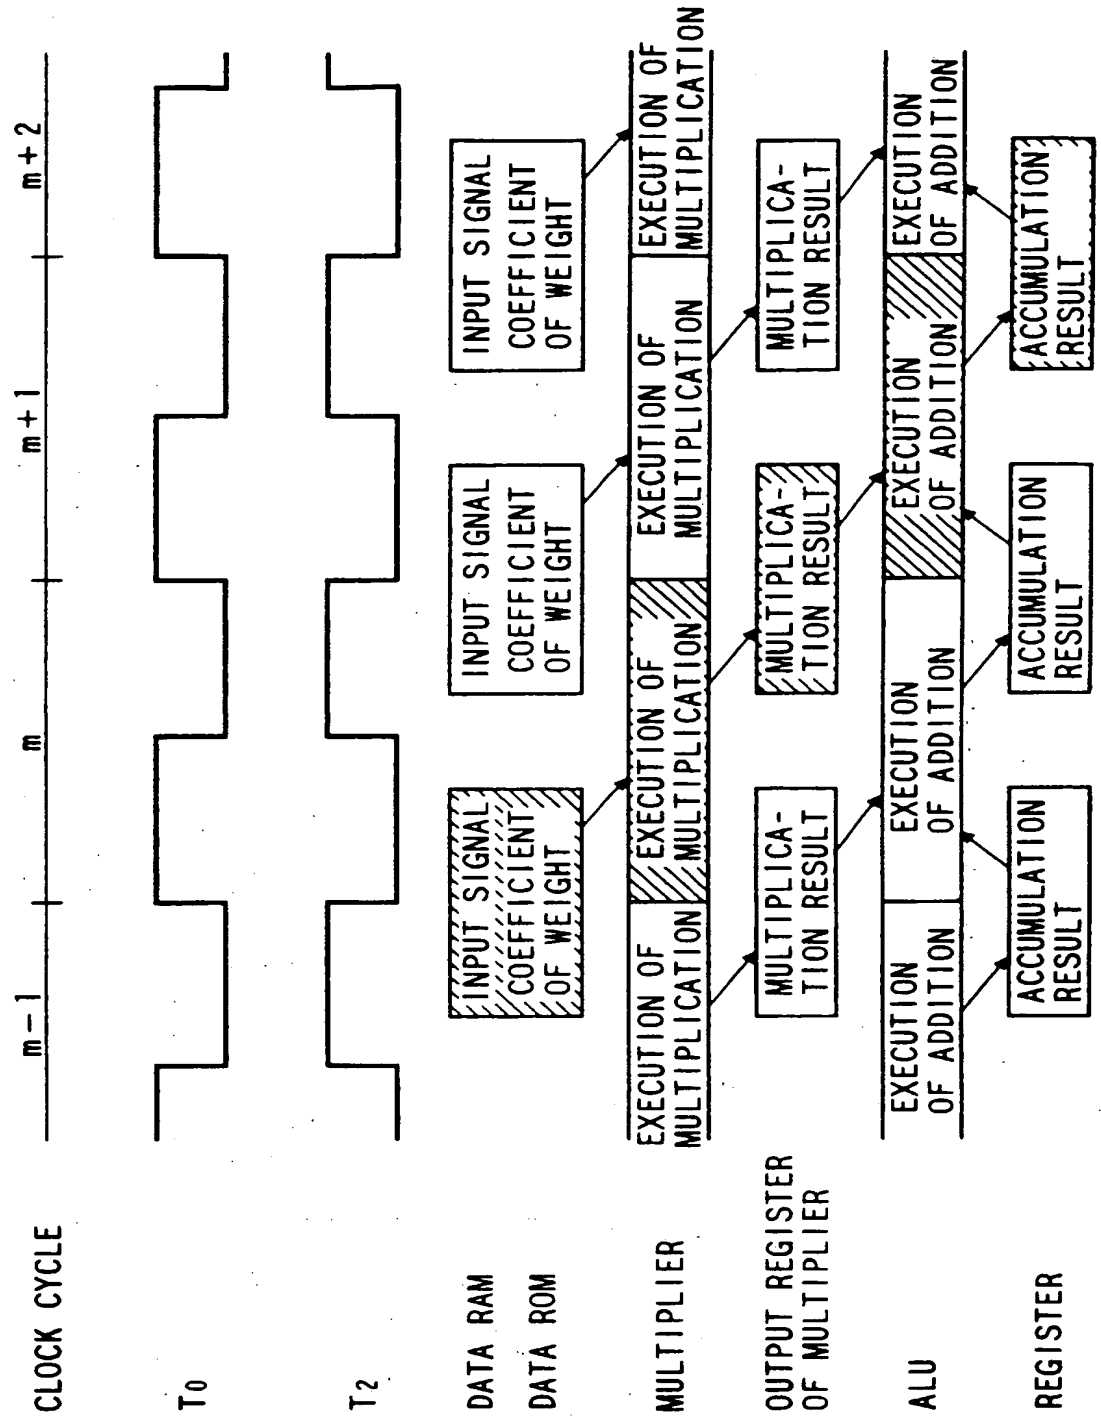 CLOCK CYCLE
m-1
m
m+1
m+2
T0
T2
DATA RAM
DATA ROM
INPUT SIGNAL
COEFFICIENT
OF WEIGHT
INPUT SIGNAL
COEFFICIENT
OF WEIGHT
INPUT SIGNAL
COEFFICIENT
OF WEIGHT
MULTIPLIER
EXECUTION OF
MULTIPLICATION
EXECUTION OF
MULTIPLICATION
EXECUTION OF
MULTIPLICATION
EXECUTION OF
MULTIPLICATION
OUTPUT REGISTER
OF MULTIPLIER
MULTIPLICA-
TION RESULT
MULTIPLICA-
TION RESULT
MULTIPLICA-
TION RESULT
ALU
EXECUTION
OF ADDITION
EXECUTION
OF ADDITION
EXECUTION
OF ADDITION
EXECUTION
OF ADDITION
REGISTER
ACCUMULATION
RESULT
ACCUMULATION
RESULT
ACCUMULATION
RESULT